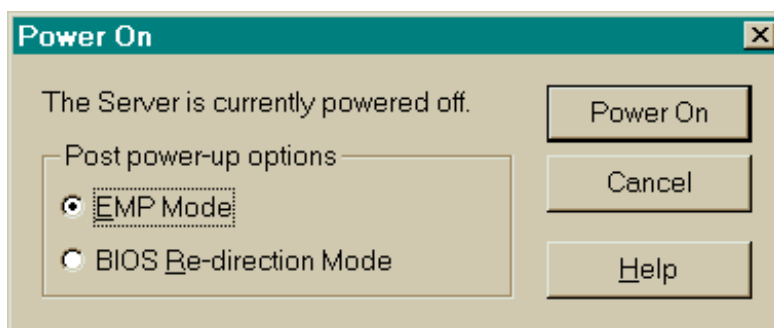 Power On
The Server is currently powered off.
Post power-up options
EMP Mode
BIOS Re-direction Mode
Power On
Cancel
Help